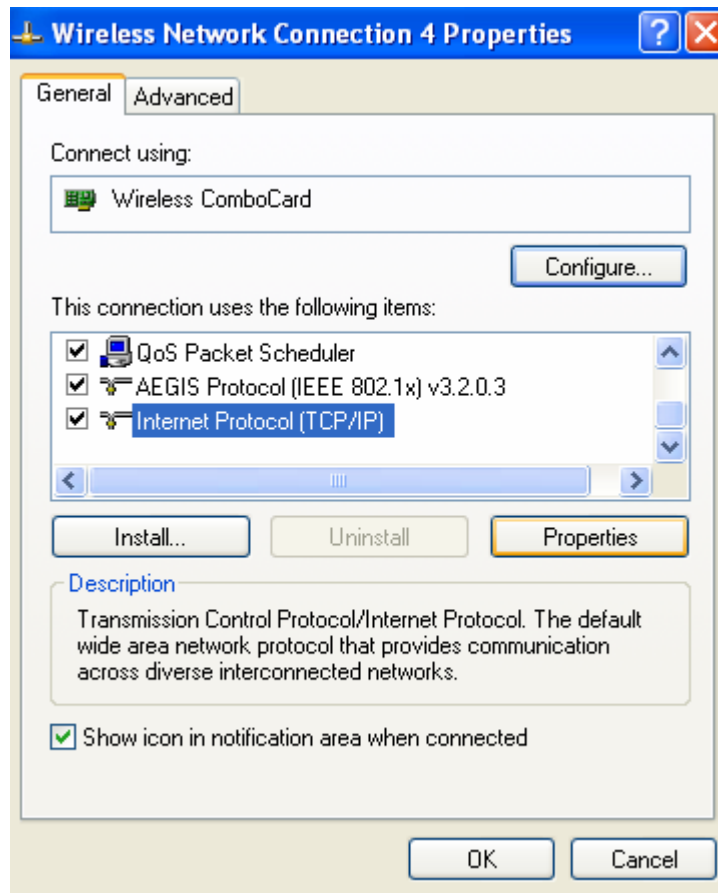 Wireless Network Connection 4 Properties
General Advanced
Connect using:
Wireless ComboCard
Configure...
This connection uses the following items:
QoS Packet Scheduler
AEGIS Protocol (IEEE 802.1x) v3.2.0.3
Internet Protocol (TCP/IP)
Install... Uninstall Properties
Description
Transmission Control Protocol/Internet Protocol. The default
wide area network protocol that provides communication
across diverse interconnected networks.
Show icon in notification area when connected
OK Cancel